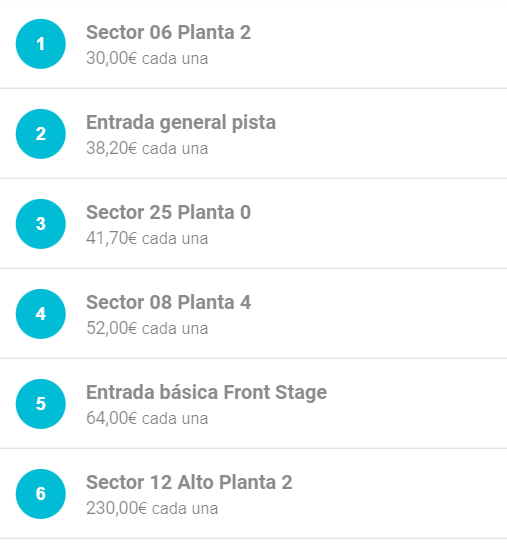 1
Sector 06 Planta 2
30,00€ cada una
2
Entrada general pista
38,20€ cada una
3
Sector 25 Planta 0
41,70€ cada una
4
Sector 08 Planta 4
52,00€ cada una
5
Entrada básica Front Stage
64,00€ cada una
6
Sector 12 Alto Planta 2
230,00€ cada una